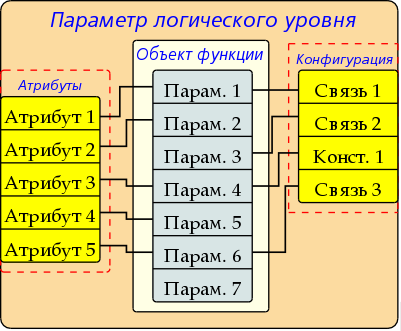 Параметр логического уровня
Объект функции
Конфигурация
Атрибуты
Атрибут 1
Атрибут 2
Атрибут 3
Атрибут 4
Атрибут 5
Парам. 1
Парам. 2
Парам. 3
Парам. 4
Парам. 5
Парам. 6
Парам. 7
Связь 1
Связь 2
Конст. 1
Связь 3